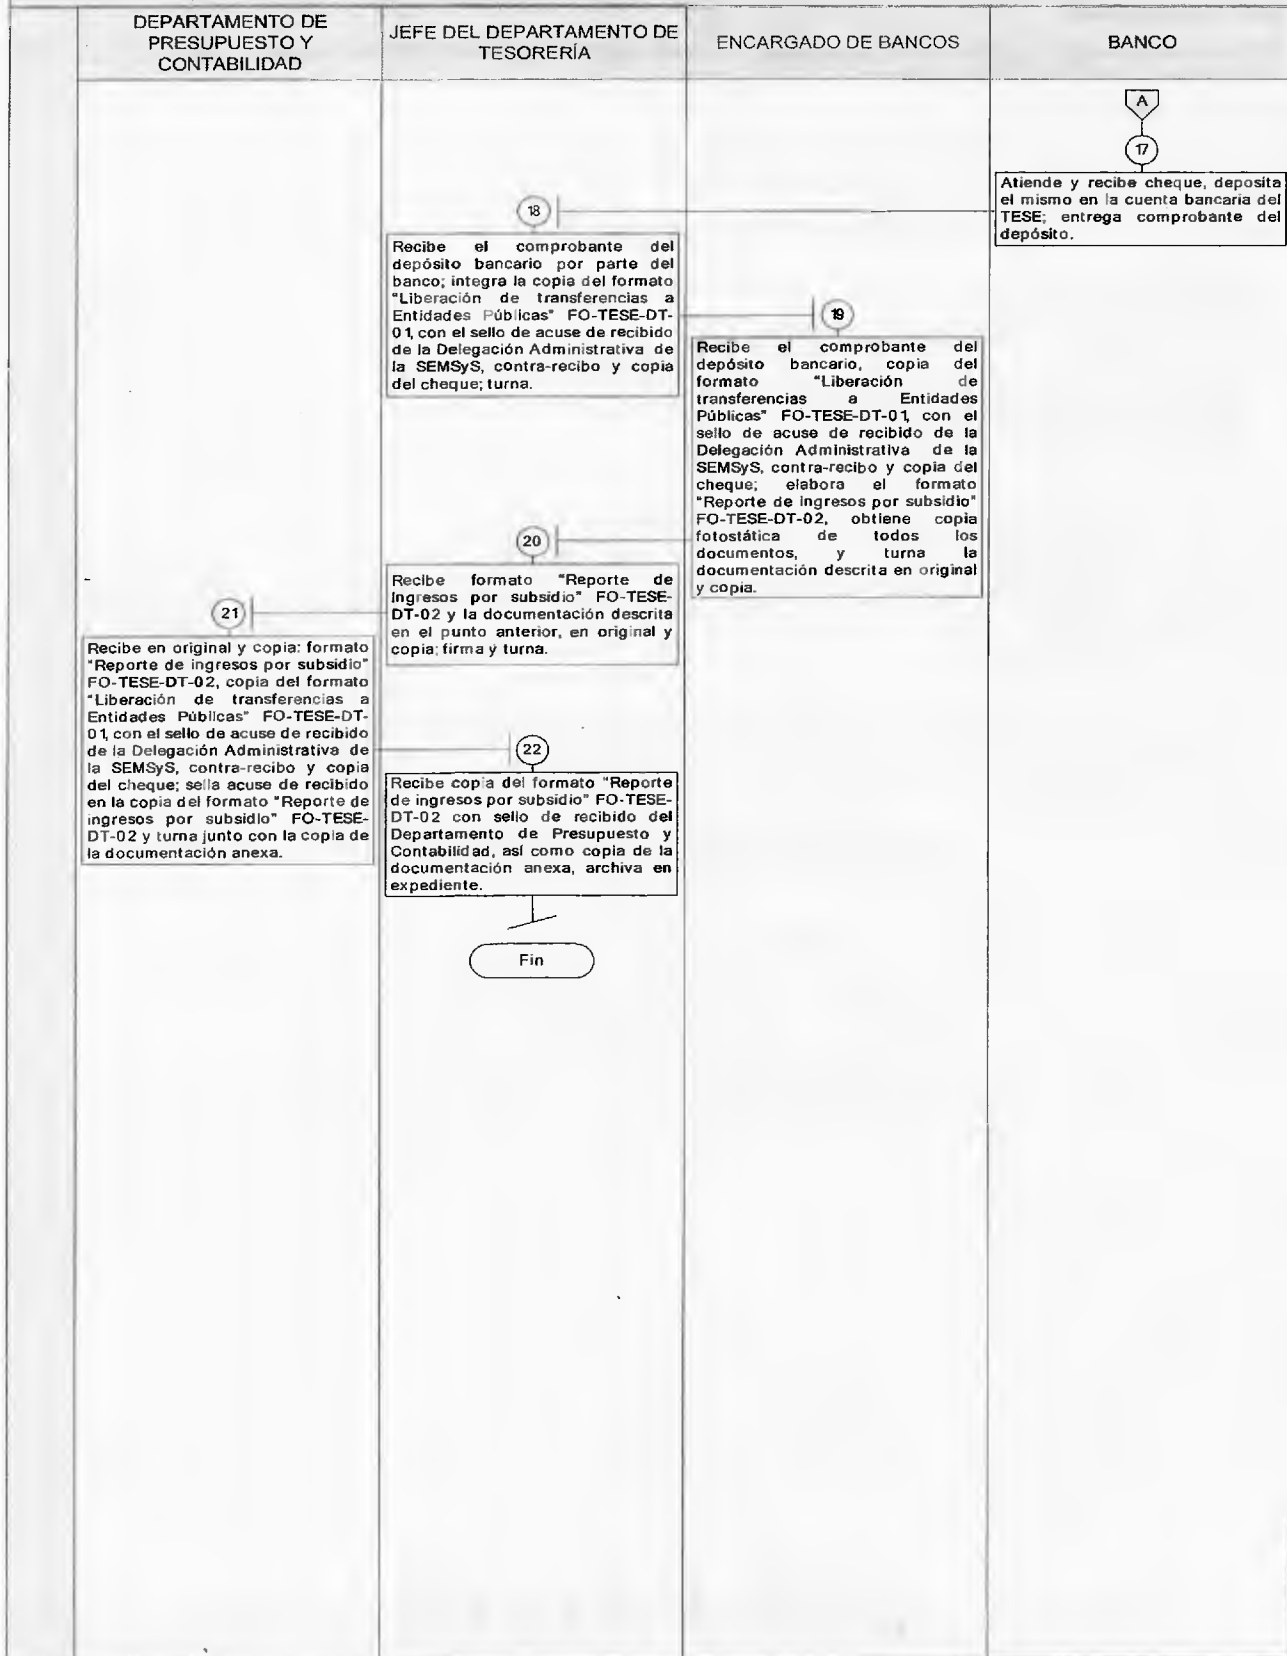 DEPARTAMENTO DE
PRESUPUESTO Y
CONTABILIDAD
JEFE DEL DEPARTAMENTO DE
TESORERÍA
ENCARGADO DE BANCOS
BANCO
A
17
Atiende y recibe cheque, deposita
el mismo en la cuenta bancaria del
TESE; entrega comprobante del
depósito.
18
Recibe el comprobante del
depósito bancario por parte del
banco; integra la copia del formato
"Liberación de transferencias a
Entidades Públicas" FO-TESE-DT-
01, con el sello de acuse de recibido
de la Delegación Administrativa de
la SEMSyS, contra-recibo y copia
del cheque; turna.
19
Recibe el comprobante del
depósito bancario, copia del
formato "Liberación de
transferencias a Entidades
Públicas" FO-TESE-DT-01, con el
sello de acuse de recibido de la
Delegación Administrativa de la
SEMSyS, contra-recibo y copia del
cheque; elabora el formato
"Reporte de ingresos por subsidio"
FO-TESE-DT-02, obtiene copia
fotostática de todos los
documentos, y turna la
documentación descrita en original
y copia.
20
Recibe formato "Reporte de
Ingresos por subsidio" FO-TESE-
DT-02 y la documentación descrita
en el punto anterior, en original y
copia; firma y turna.
21
Recibe en original y copia: formato
"Reporte de ingresos por subsidio"
FO-TESE-DT-02, copia del formato
"Liberación de transferencias a
Entidades Públicas" FO-TESE-DT-
01, con el sello de acuse de recibido
de la Delegación Administrativa de
la SEMSyS, contra-recibo y copia
del cheque; sella acuse de recibido
en la copia del formato "Reporte de
ingresos por subsidio" FO-TESE-
DT-02 y turna junto con la copia de
la documentación anexa.
22
Recibe copia del formato "Reporte
de ingresos por subsidio" FO-TESE-
DT-02 con sello de recibido del
Departamento de Presupuesto y
Contabilidad, así como copia de la
documentación anexa, archiva en
expediente.
Fin